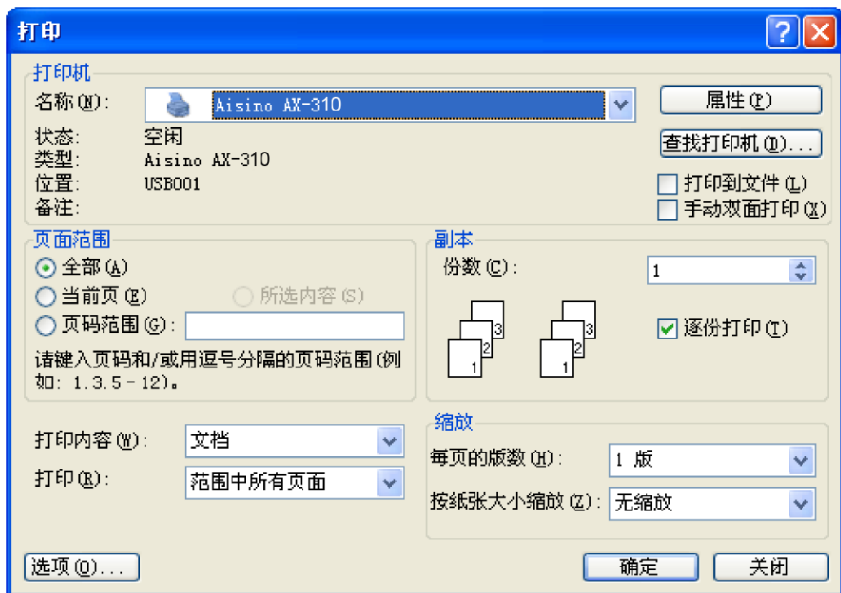 打印
打印机
名称(N): Aisino AX-310 属性(P)
状态: 空闲 查找打印机(D)...
类型: Aisino AX-310
位置: USB001 打印到文件(L)
备注: 手动双面打印(X)
页面范围 副本
全部(A) 份数(C): 1
当前页(E) 所选内容(S)
页码范围(G): 逐份打印(T)
3 3
2 2
1 1
请键入页码和/或用逗号分隔的页码范围(例
如: 1.3.5-12)。
缩放
打印内容(W): 文档 每页的版数(H): 1 版
打印(R): 范围中所有页面 按纸张大小缩放(Z): 无缩放
选项(O)... 确定 关闭